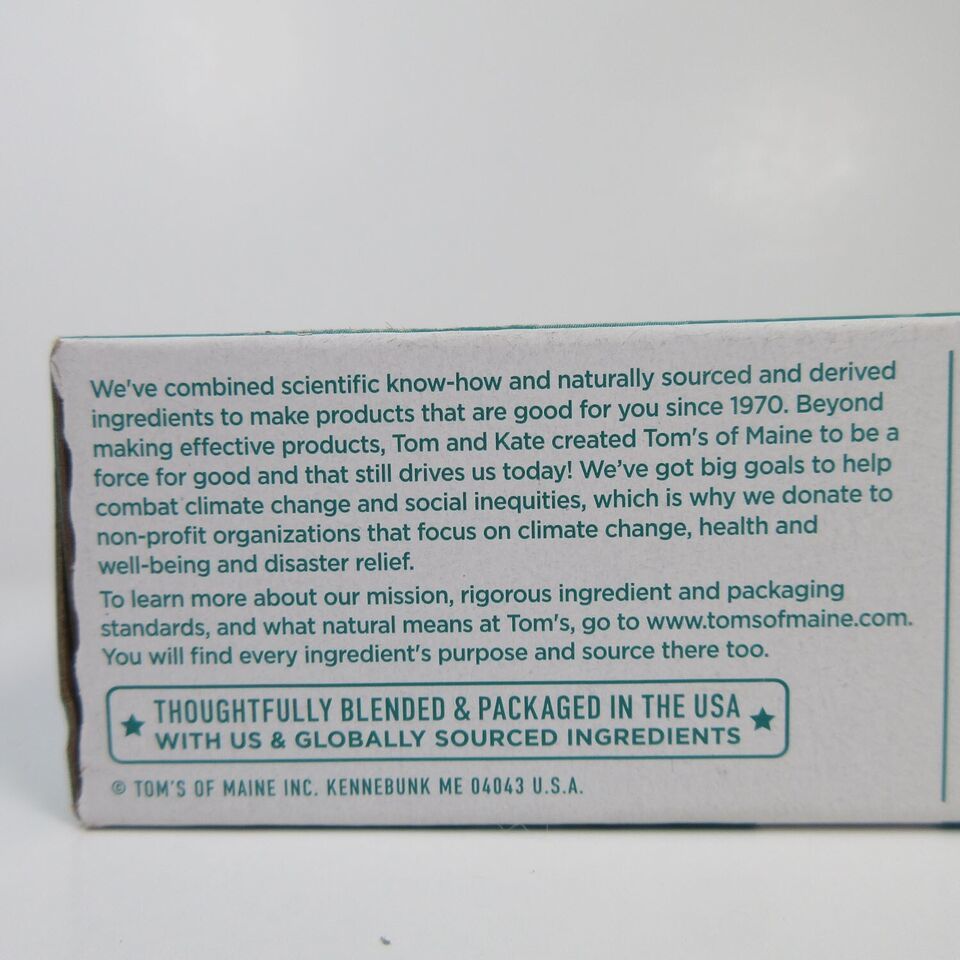 We've combined scientific know-how and naturally sourced and derived
ingredients to make products that are good for you since 1970. Beyond
making effective products, Tom and Kate created Tom's of Maine to be a
force for good and that still drives us today! We've got big goals to help
combat climate change and social inequities, which is why we donate to
non-profit organizations that focus on climate change, health and
well-being and disaster relief.
To learn more about our mission, rigorous ingredient and packaging
standards, and what natural means at Tom's, go to www.tomsofmaine.com.
You will find every ingredient's purpose and source there too.
THOUGHTFULLY BLENDED & PACKAGED IN THE USA
WITH US & GLOBALLY SOURCED INGREDIENTS
© TOM'S OF MAINE INC. KENNEBUNK ME 04043 U.S.A.